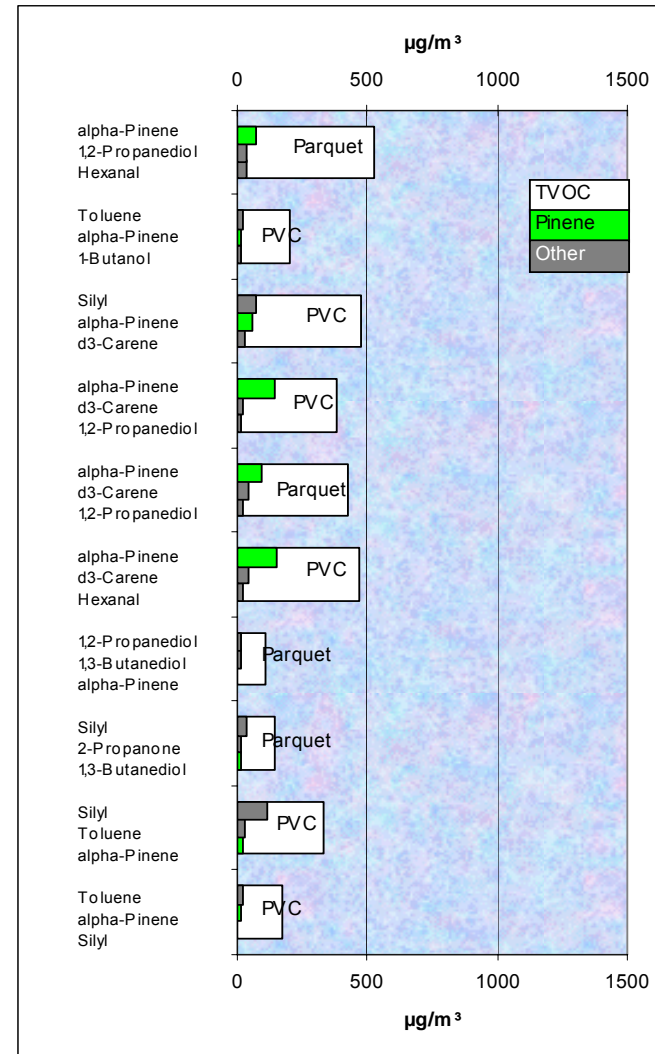 µg/m³
0 500 1000 1500
alpha-Pinene
1,2-Propanediol
Hexanal
Parquet
TVOC
Pinene
Other
Toluene
alpha-Pinene
1-Butanol
PVC
Silyl
alpha-Pinene
d3-Carene
PVC
alpha-Pinene
d3-Carene
1,2-Propanediol
PVC
alpha-Pinene
d3-Carene
1,2-Propanediol
Parquet
alpha-Pinene
d3-Carene
Hexanal
PVC
1,2-Propanediol
1,3-Butanediol
alpha-Pinene
Parquet
Silyl
2-Propanone
1,3-Butanediol
Parquet
Silyl
Toluene
alpha-Pinene
PVC
Toluene
alpha-Pinene
Silyl
PVC
0 500 1000 1500
µg/m³